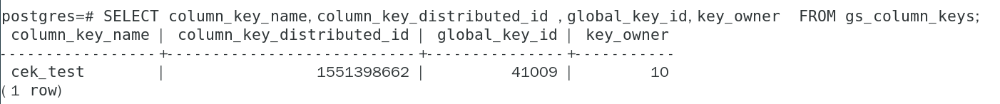 postgres=# SELECT column_key_name, column_key_distributed_id , global_key_id, key_owner  FROM gs_column_keys;
 column_key_name | column_key_distributed_id | global_key_id | key_owner
-----------------+---------------------------+---------------+-----------
 cek_test        |                1551398662 |         41009 |        10
(1 row)